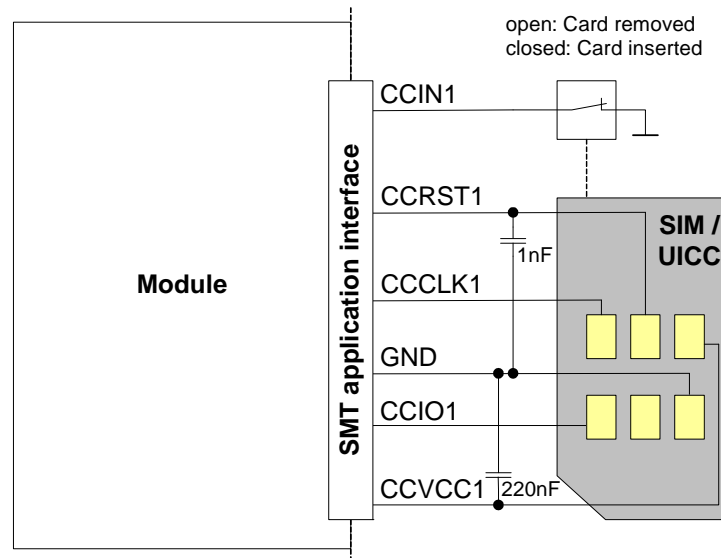 open: Card removed
closed: Card inserted
CCIN1
CCRST1
SIM /
UICC
1nF
Module
SMT application interface
CCCLK1
GND
CCIO1
CCVCC1
220nF